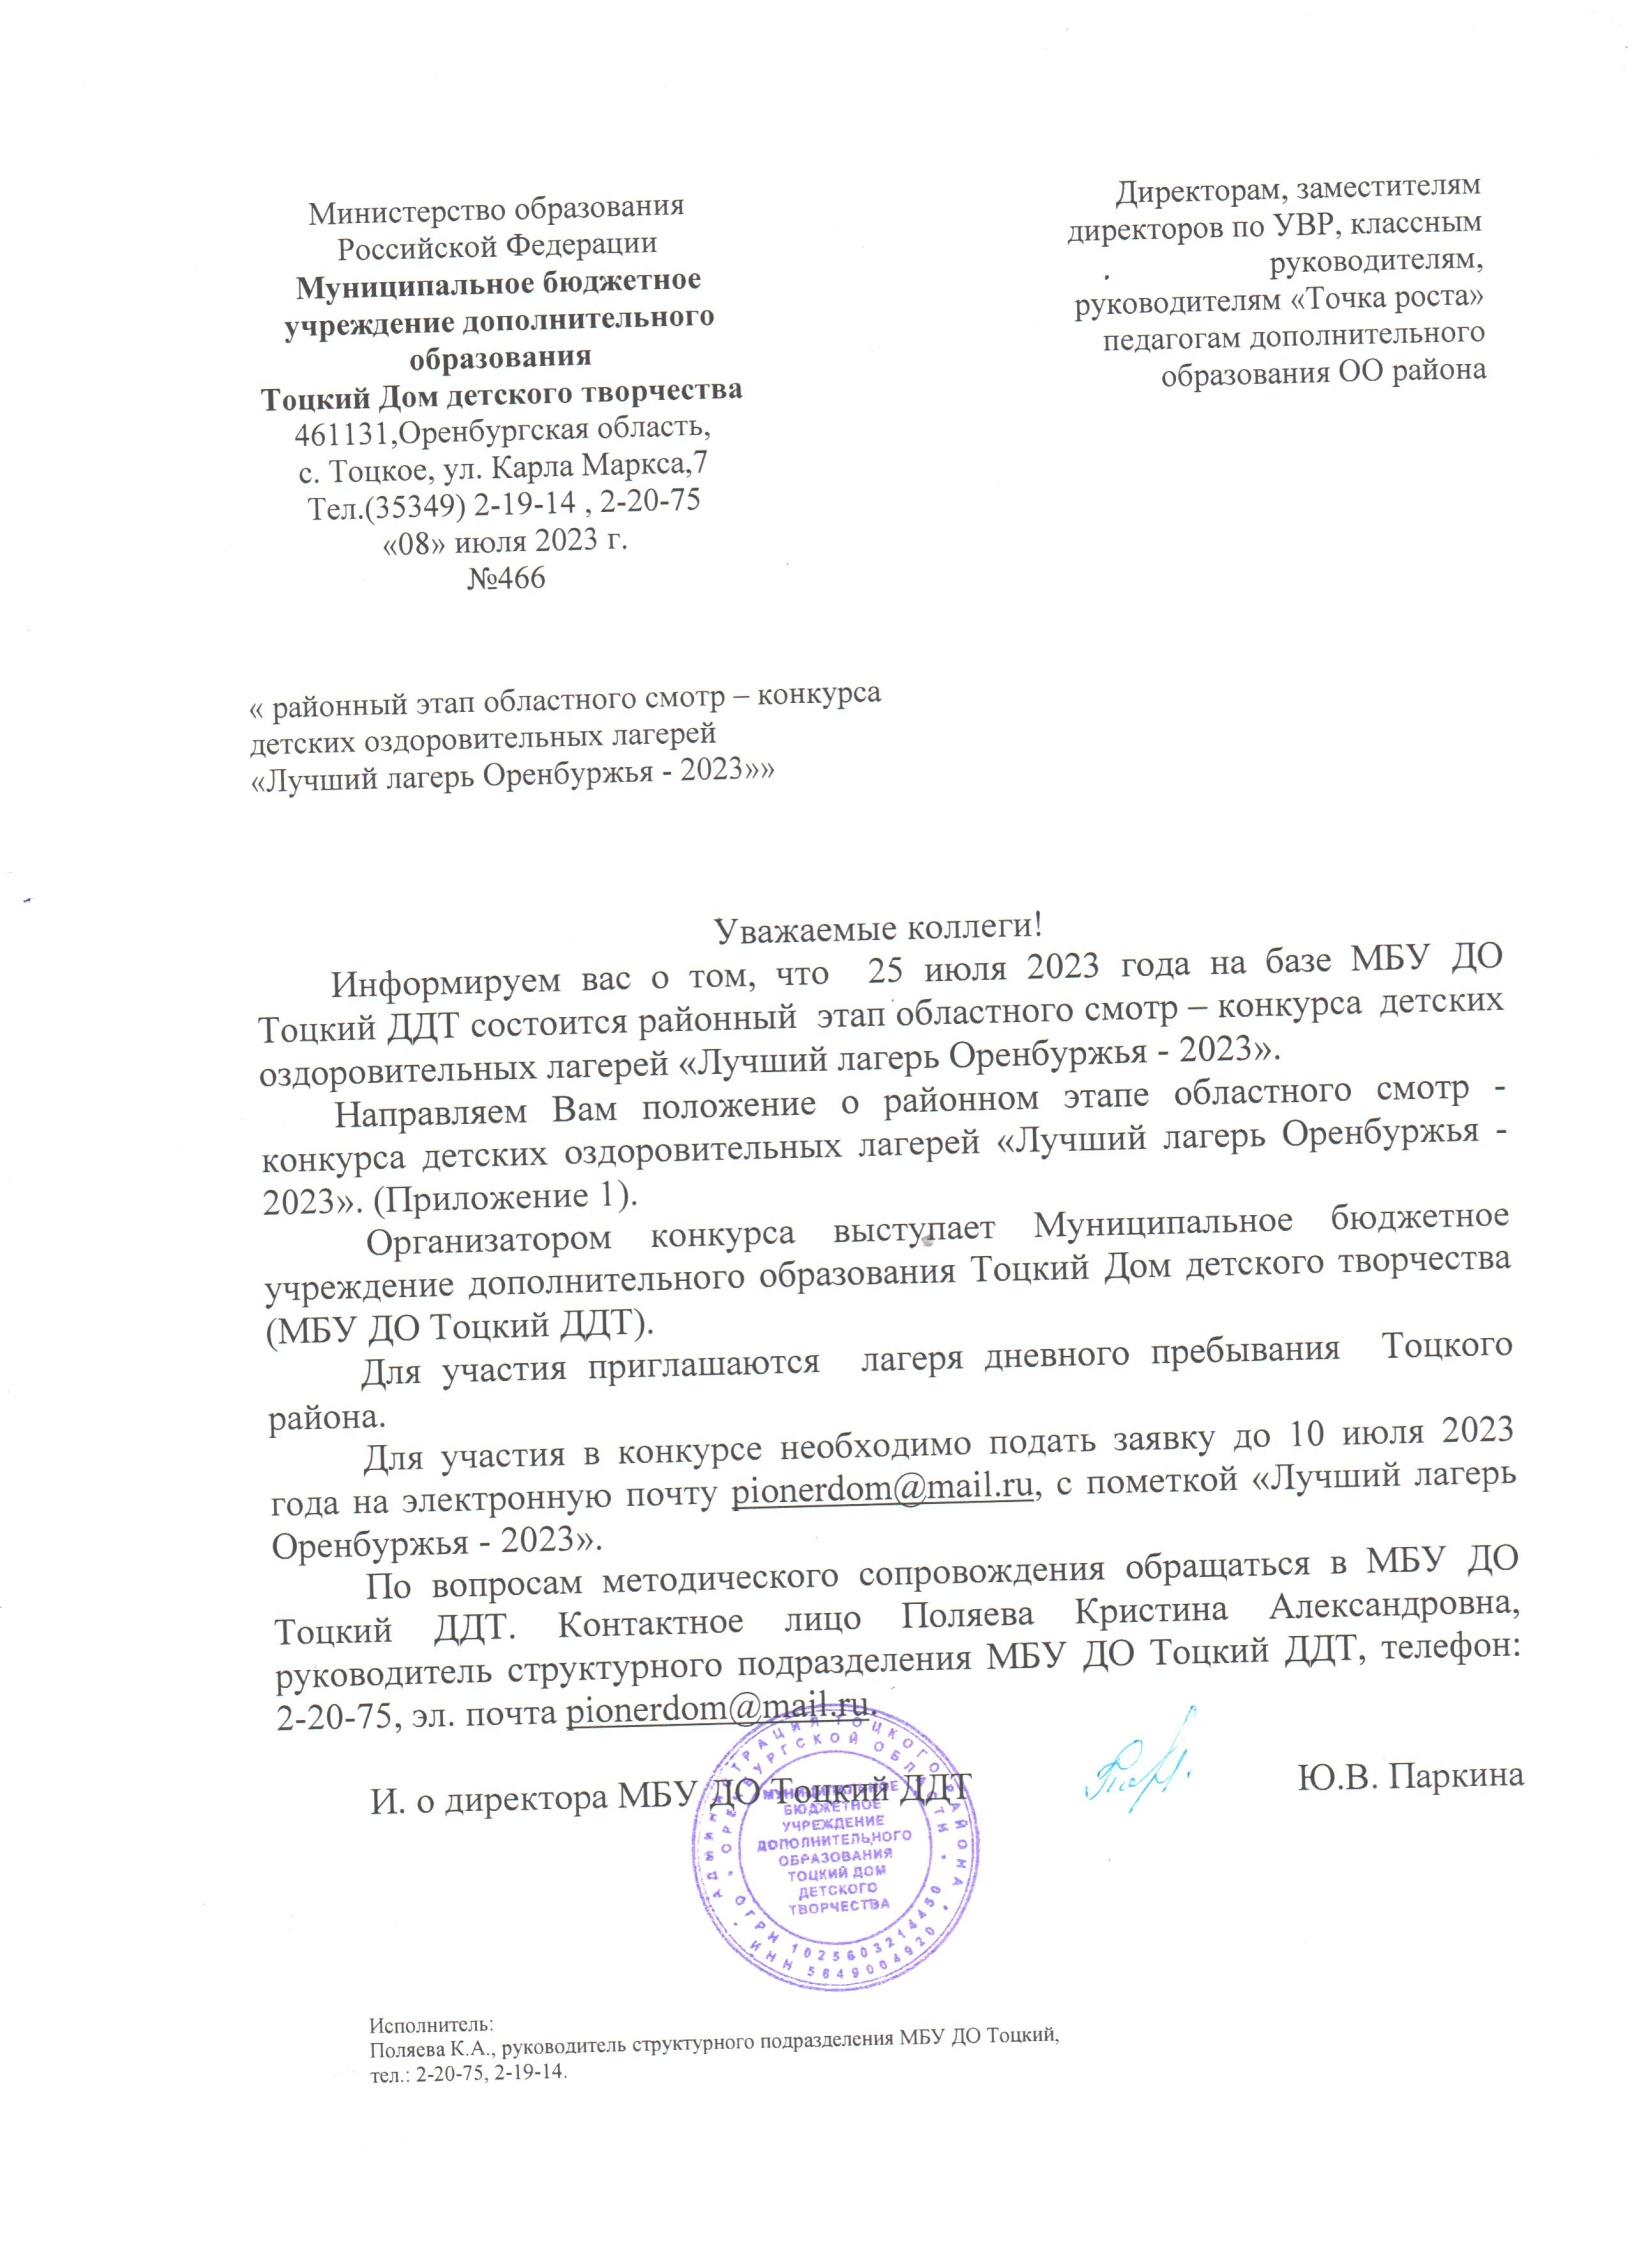 Министерство образования
Российской Федерации
Муниципальное бюджетное
учреждение дополнительного
образования
Тоцкий Дом детского творчества
461131,Оренбургская область,
с. Тоцкое, ул. Карла Маркса,7
Тел.(35349) 2-19-14 , 2-20-75
«08» июля 2023 г.
№466
Директорам, заместителям
директоров по УВР, классным
руководителям,
руководителям «Точка роста»
педагогам дополнительного
образования ОО района
« районный этап областного смотр – конкурса
детских оздоровительных лагерей
«Лучший лагерь Оренбуржья - 2023»»
Уважаемые коллеги!
Информируем вас о том, что 25 июля 2023 года на базе МБУ ДО
Тоцкий ДДТ состоится районный этап областного смотр – конкурса детских
оздоровительных лагерей «Лучший лагерь Оренбуржья - 2023».
Направляем Вам положение о районном этапе областного смотр -
конкурса детских оздоровительных лагерей «Лучший лагерь Оренбуржья -
2023». (Приложение 1).
Организатором конкурса выступает Муниципальное бюджетное
учреждение дополнительного образования Тоцкий Дом детского творчества
(МБУ ДО Тоцкий ДДТ).
Для участия приглашаются лагеря дневного пребывания Тоцкого
района.
Для участия в конкурсе необходимо подать заявку до 10 июля 2023
года на электронную почту pionerdom@mail.ru, с пометкой «Лучший лагерь
Оренбуржья - 2023».
По вопросам методического сопровождения обращаться в МБУ ДО
Тоцкий ДДТ. Контактное лицо Поляева Кристина Александровна,
руководитель структурного подразделения МБУ ДО Тоцкий ДДТ, телефон:
2-20-75, эл. почта pionerdom@mail.ru.
И. о директора МБУ ДО Тоцкий ДДТ Ю.В. Паркина
АДМИНИСТРАЦИЯ ТОЦКОГО РАЙОНА
ОРЕНБУРГСКОЙ ОБЛАСТИ
МУНИЦИПАЛЬНОЕ
БЮДЖЕТНОЕ
УЧРЕЖДЕНИЕ
ДОПОЛНИТЕЛЬНОГО
ОБРАЗОВАНИЯ
ТОЦКИЙ ДОМ
ДЕТСКОГО
ТВОРЧЕСТВА
ОГРН 1025603214450
ИНН 5649004920
Исполнитель:
Поляева К.А., руководитель структурного подразделения МБУ ДО Тоцкий,
тел.: 2-20-75, 2-19-14.